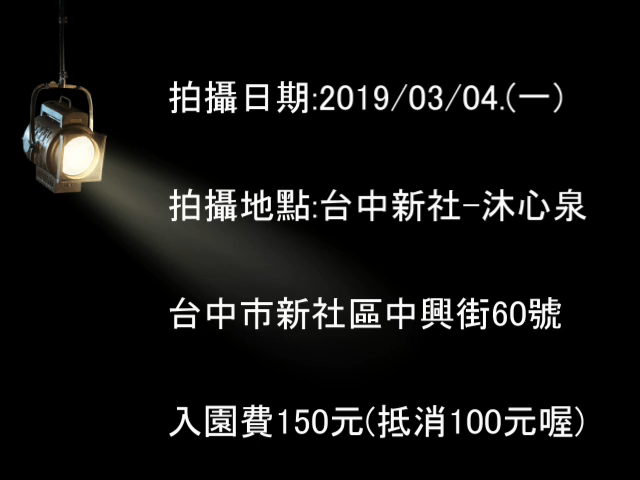 拍攝日期:2019/03/04.(一)
拍攝地點:台中新社-沐心泉
台中市新社區中興街60號
入園費150元(抵消100元喔)